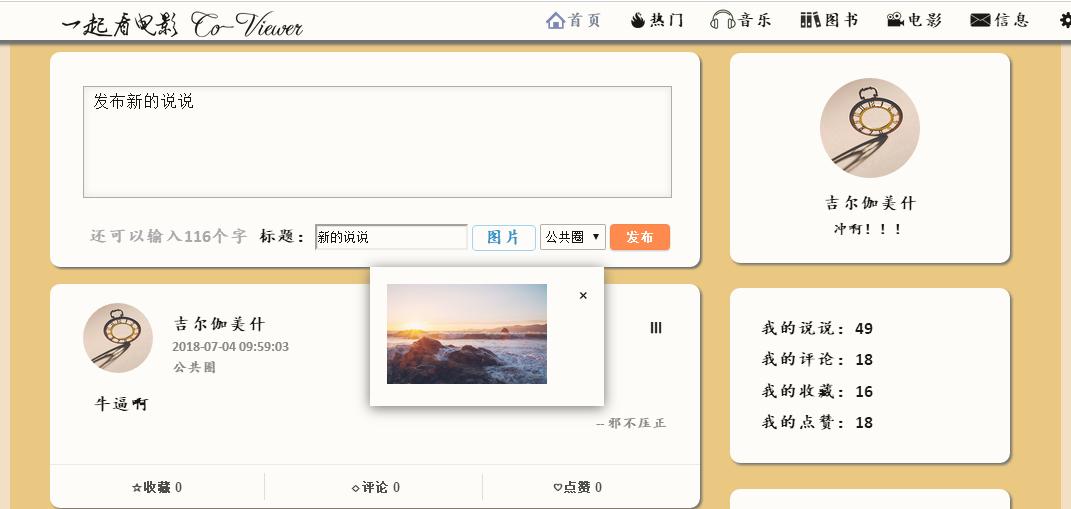 一起看电影 Co-Viewer
首页 热门 音乐 图书 电影 信息
发布新的说说
还可以输入116个字 标题： 新的说说 图片 公共圈 ▼ 发布
×
吉尔伽美什
2018-07-04 09:59:03
公共圈
牛逼啊
--邪不压正
☆收藏 0 ◇评论 0 ♡点赞 0
吉尔伽美什
冲啊！！！
我的说说：49
我的评论：18
我的收藏：16
我的点赞：18